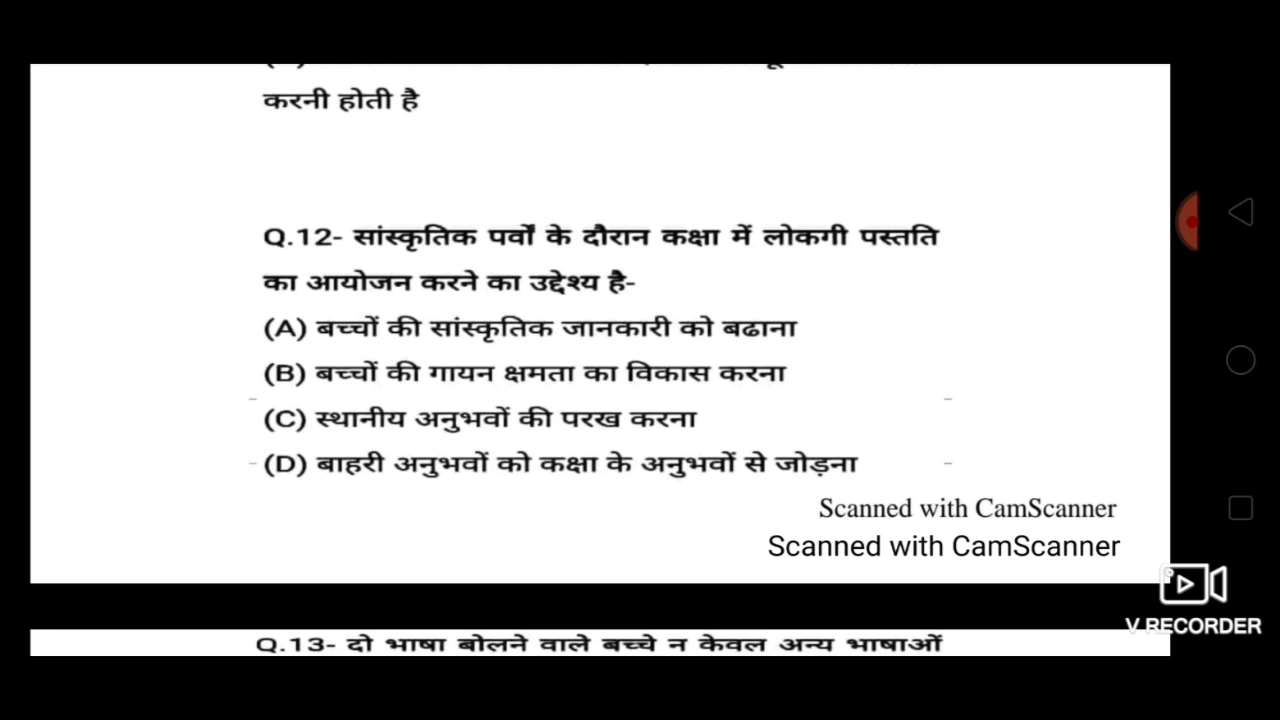 करनी होती है
Q.12- सांस्कृतिक पर्वों के दौरान कक्षा में लोकगी पस्तति
का आयोजन करने का उद्देश्य है-
(A) बच्चों की सांस्कृतिक जानकारी को बढाना
(B) बच्चों की गायन क्षमता का विकास करना
(C) स्थानीय अनुभवों की परख करना
(D) बाहरी अनुभवों को कक्षा के अनुभवों से जोड़ना
Scanned with CamScanner
Scanned with CamScanner
V RECORDER
Q.13- दो भाषा बोलने वाले बच्चे न केवल अन्य भाषाओं